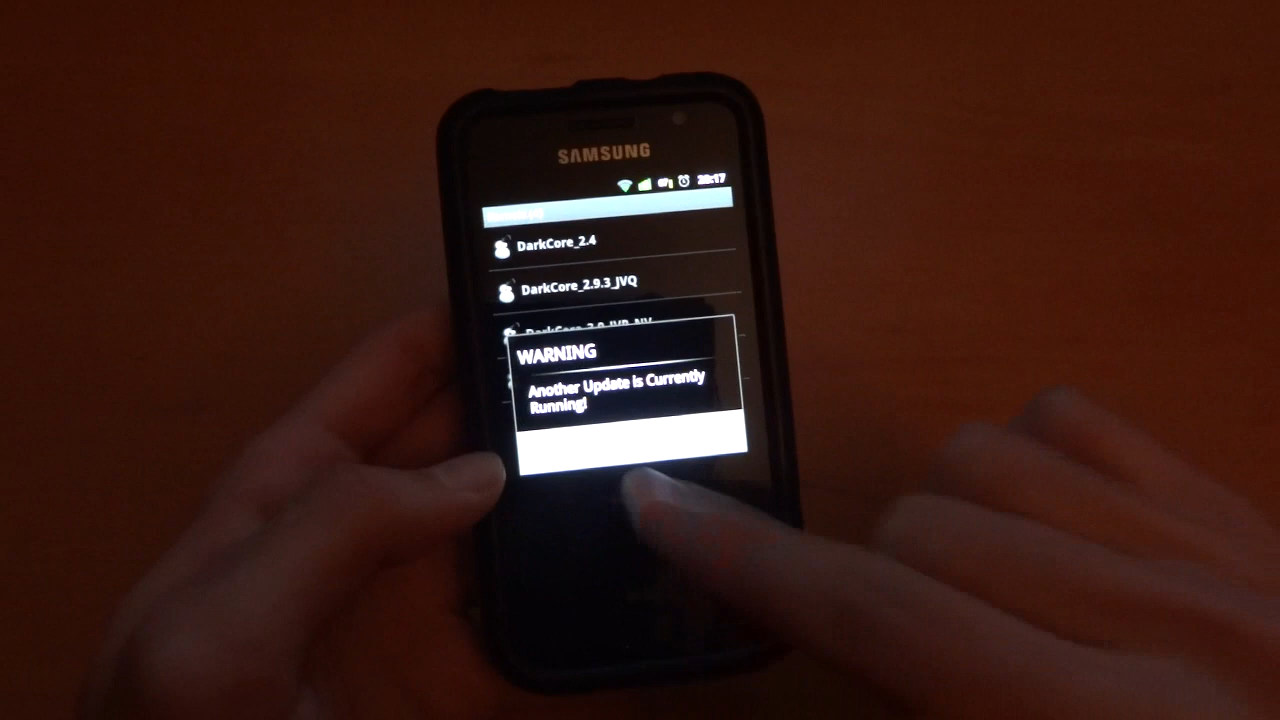 SAMSUNG
DarkCore_2.4
DarkCore_2.9.3_JVQ
WARNING
Another Update is Currently
Running!